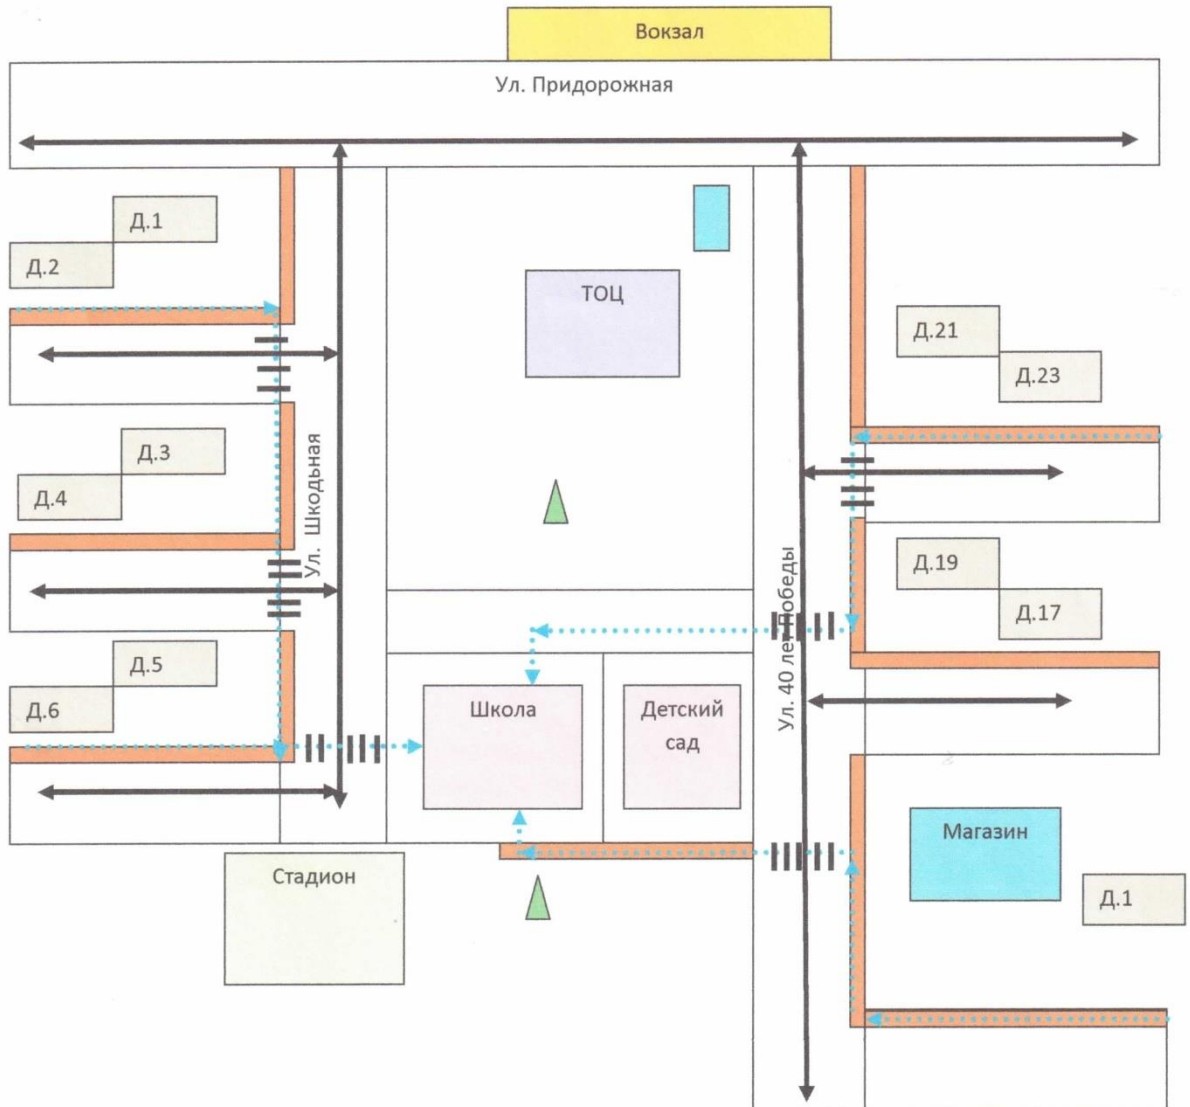 Вокзал
Ул. Придорожная
Д.1
Д.2
ТОЦ
Д.21
Д.23
Д.3
Д.4
Ул. Шкодьная
Д.19
Д.17
Ул. 40 лет Победы
Д.5
Д.6
Школа
Детский
сад
Магазин
Стадион
Д.1